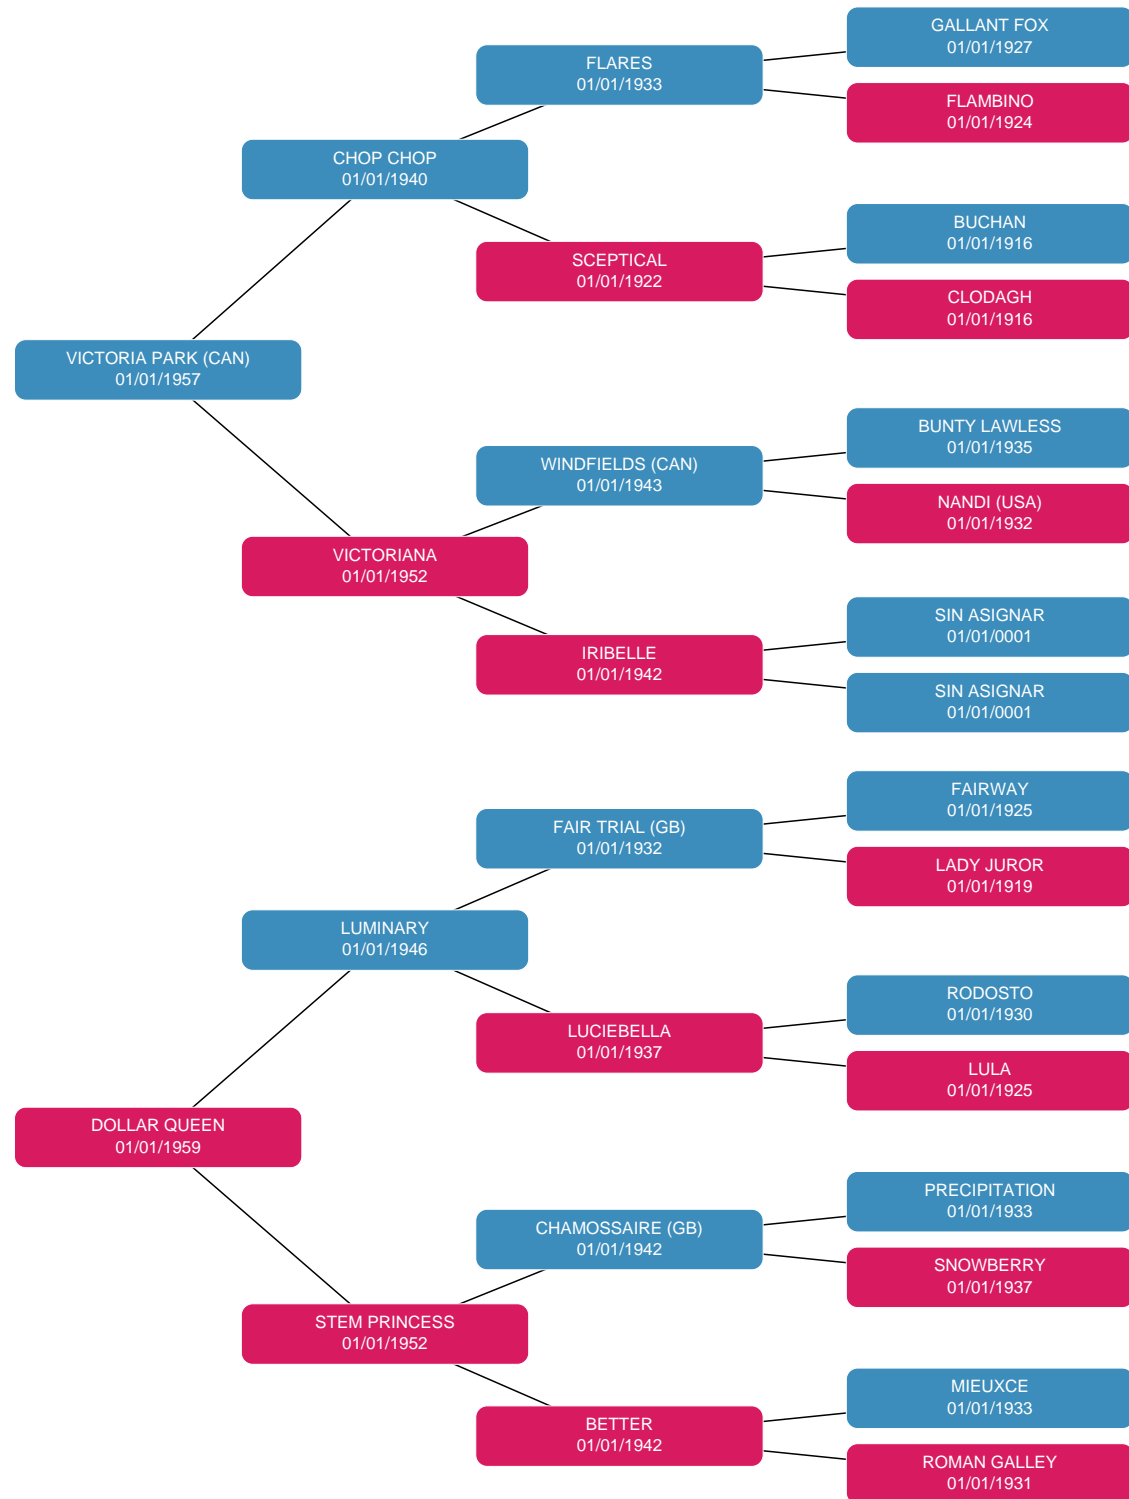 GALLANT FOX
01/01/1927
FLARES
01/01/1933
FLAMBINO
01/01/1924
CHOP CHOP
01/01/1940
BUCHAN
01/01/1916
SCEPTICAL
01/01/1922
CLODAGH
01/01/1916
VICTORIA PARK (CAN)
01/01/1957
BUNTY LAWLESS
01/01/1935
WINDFIELDS (CAN)
01/01/1943
NANDI (USA)
01/01/1932
VICTORIANA
01/01/1952
SIN ASIGNAR
01/01/0001
IRIBELLE
01/01/1942
SIN ASIGNAR
01/01/0001
FAIRWAY
01/01/1925
FAIR TRIAL (GB)
01/01/1932
LADY JUROR
01/01/1919
LUMINARY
01/01/1946
RODOSTO
01/01/1930
LUCIEBELLA
01/01/1937
LULA
01/01/1925
DOLLAR QUEEN
01/01/1959
PRECIPITATION
01/01/1933
CHAMOSSAIRE (GB)
01/01/1942
SNOWBERRY
01/01/1937
STEM PRINCESS
01/01/1952
MIEUXCE
01/01/1933
BETTER
01/01/1942
ROMAN GALLEY
01/01/1931